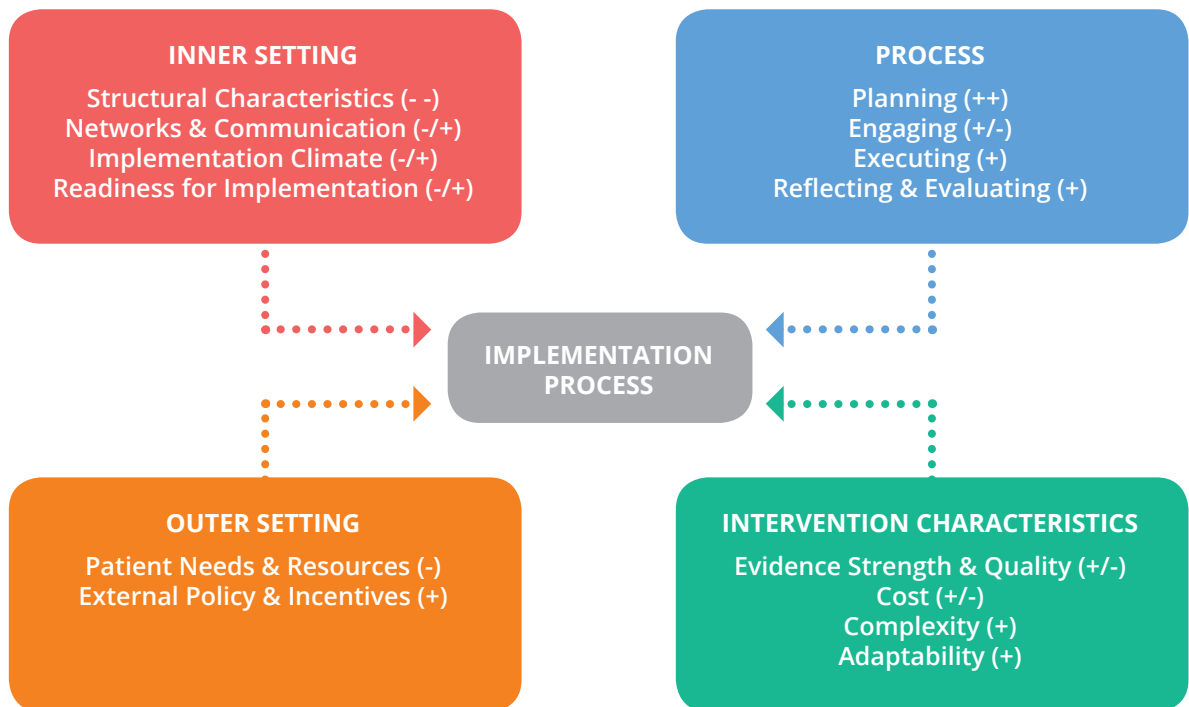 INNER SETTING
Structural Characteristics (- -)
Networks & Communication (-/+)
Implementation Climate (-/+)
Readiness for Implementation (-/+)
PROCESS
Planning (++)
Engaging (+/-)
Executing (+)
Reflecting & Evaluating (+)
IMPLEMENTATION
PROCESS
OUTER SETTING
Patient Needs & Resources (-)
External Policy & Incentives (+)
INTERVENTION CHARACTERISTICS
Evidence Strength & Quality (+/-)
Cost (+/-)
Complexity (+)
Adaptability (+)